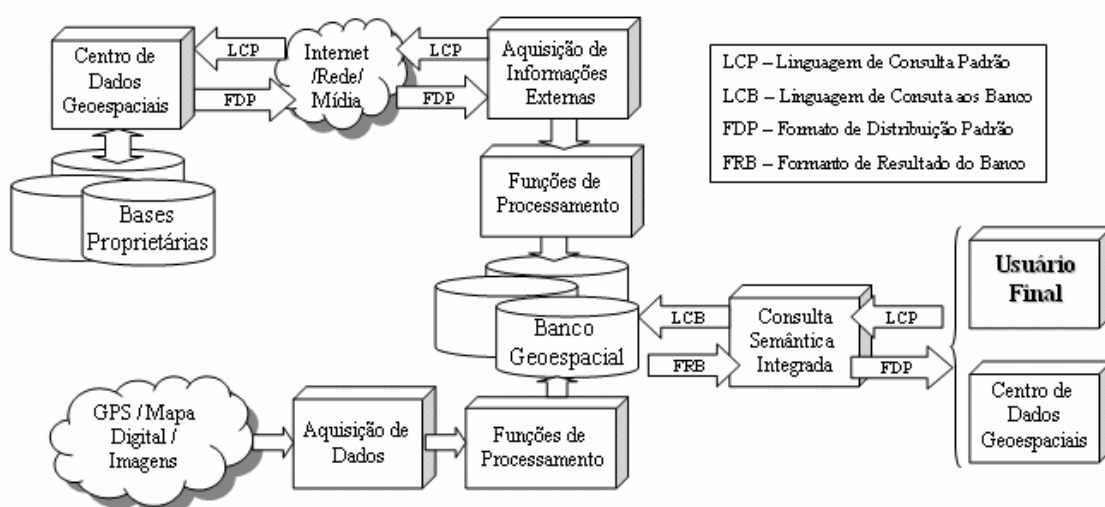 Centro de
Dados
Geoespaciais
LCP
FDP
Internet
/Rede/
Mídia
LCP
FDP
Aquisição de
Informações
Externas
LCP – Linguagem de Consulta Padrão
LCB – Linguagem de Consuta aos Banco
FDP – Formato de Distribuição Padrão
FRB – Formanto de Resultado do Banco
Bases
Proprietárias
Funções de
Processamento
Banco
Geoespacial
LCB
FRB
Consulta
Semântica
Integrada
LCP
FDP
Usuário
Final
Centro de
Dados
Geoespaciais
GPS / Mapa
Digital /
Imagens
Aquisição de
Dados
Funções de
Processamento